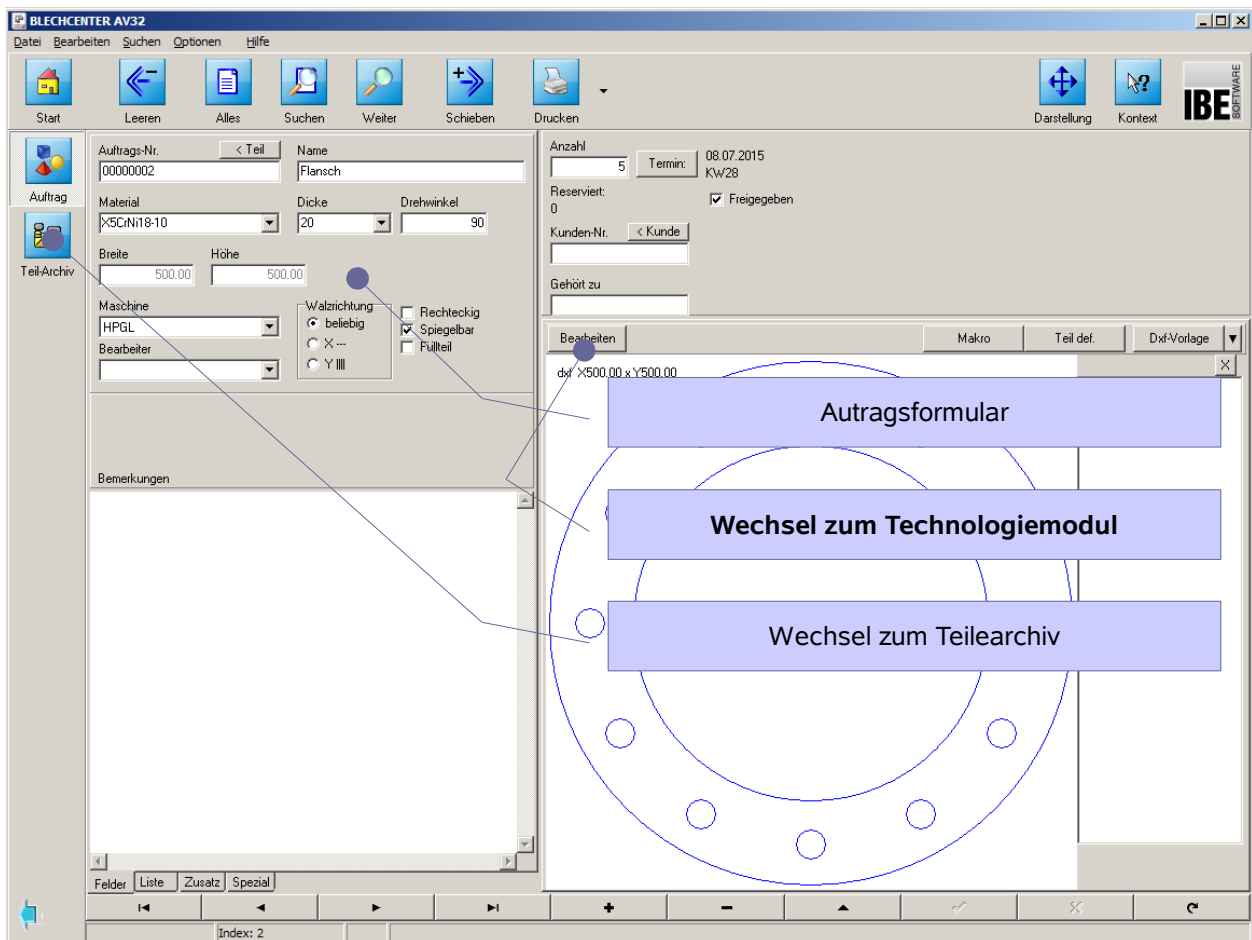 BLECHCENTER AV32
Datei Bearbeiten Suchen Optionen Hilfe
Start Leeren Alles Suchen Weiter Schieben Drucken Darstellung Kontext
IBE SOFTWARE
Auftrag
Teil-Archiv
Auftrags-Nr. < Teil Name
00000002 Flansch
Material Dicke Drehwinkel
X5CrNi18-10 20 90
Breite Höhe
500.00 500.00
Maschine
HPGL
Bearbeiter
Walzrichtung
beliebig
X ---
Y llll
Rechteckig
Spiegelbar
Füllteil
Bemerkungen
Felder Liste Zusatz Spezial
Anzahl
5 Termin: 08.07.2015
KW28
Reserviert:
0
Freigegeben
Kunden-Nr. < Kunde
Gehört zu
Bearbeiten Makro Teil def. Dxf-Vorlage
dxf X500.00 x Y500.00
X
Autragsformular
Wechsel zum Technologiemodul
Wechsel zum Teilearchiv
Index: 2